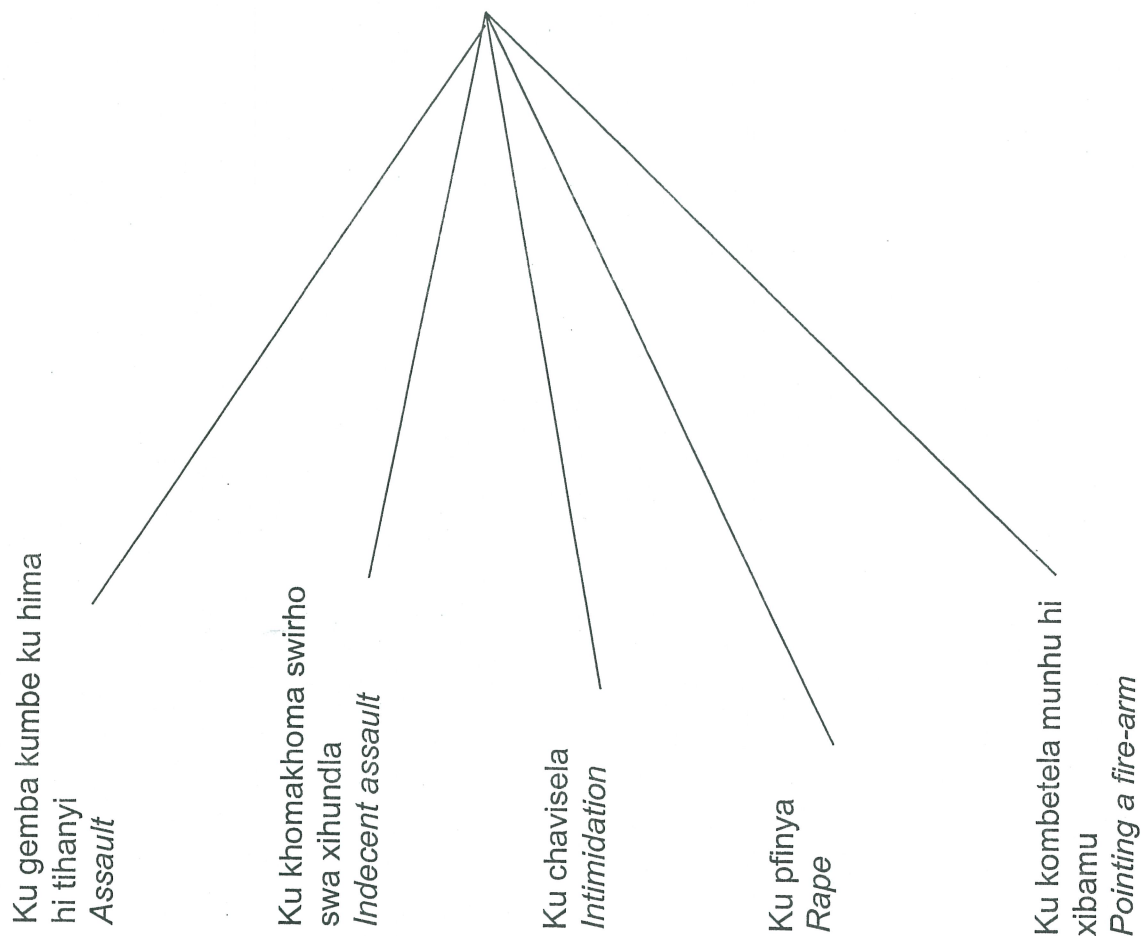 Ku gemba kumbe ku hima
hi tihanyi
Assault
Ku khomakhoma swirho
swa xihundla
Indecent assault
Ku chavisela
Intimidation
Ku pfinya
Rape
Ku kombetela munhu hi
xibamu
Pointing a fire-arm